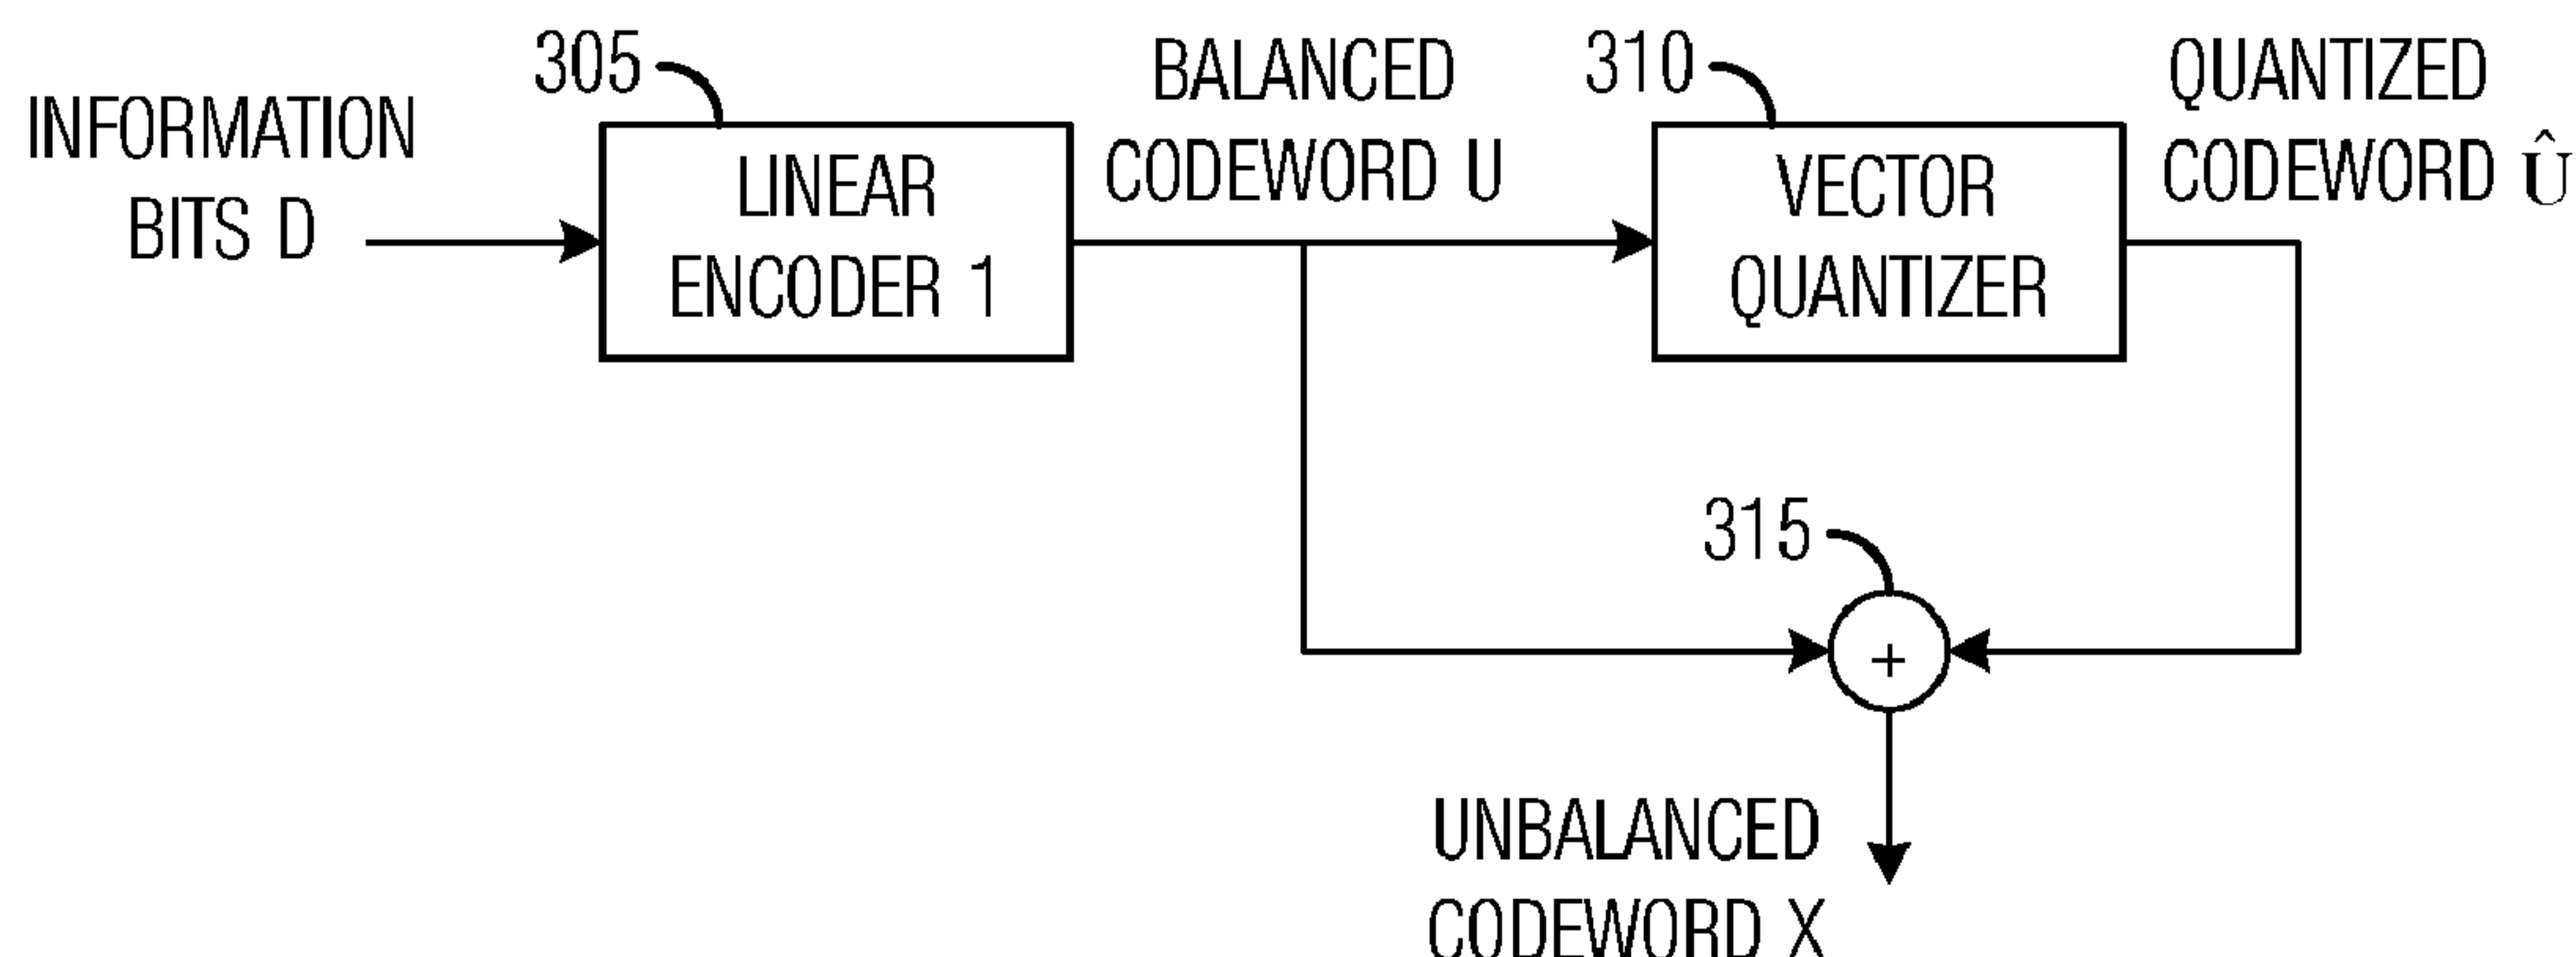 INFORMATION
BITS D
305
LINEAR
ENCODER 1
BALANCED
CODEWORD U
310
VECTOR
QUANTIZER
QUANTIZED
CODEWORD Û
315
+
UNBALANCED
CODEWORD X